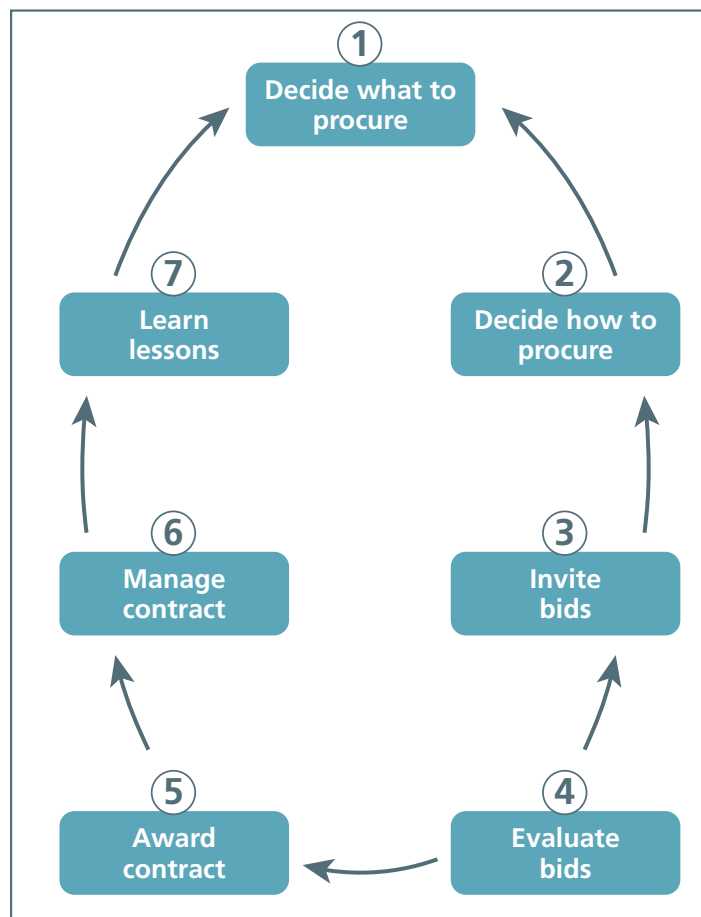 1
Decide what to
procure
2
Decide how to
procure
3
Invite
bids
4
Evaluate
bids
5
Award
contract
6
Manage
contract
7
Learn
lessons